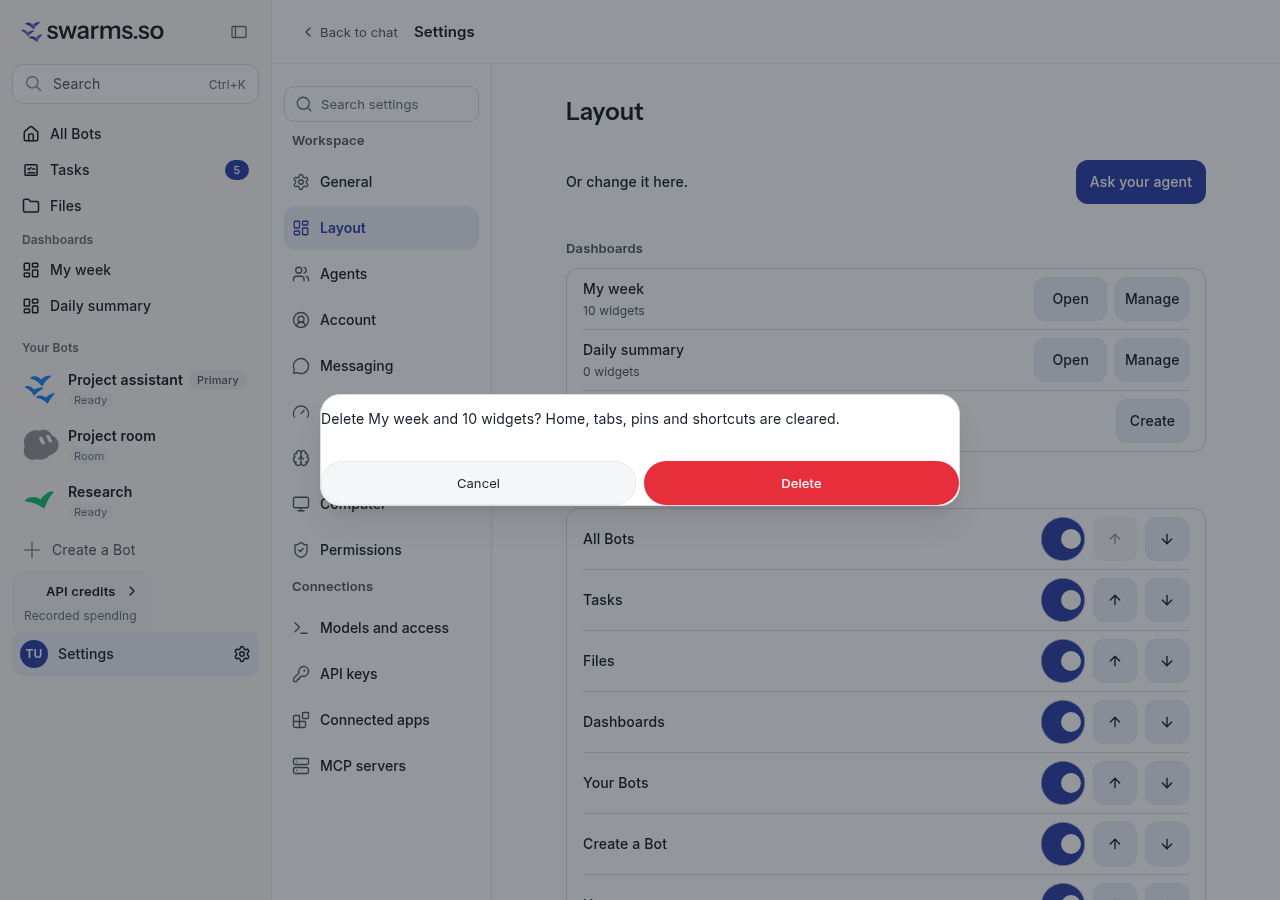 swarms.so
Search Ctrl+K
All Bots
Tasks 5
Files
Dashboards
My week
Daily summary
Your Bots
Project assistant Primary
Ready
Project room
Room
Research
Ready
Create a Bot
API credits
Recorded spending
TU Settings
Back to chat Settings
Search settings
Workspace
General
Layout
Agents
Account
Messaging
Computer
Permissions
Connections
Models and access
API keys
Connected apps
MCP servers
Layout
Or change it here. Ask your agent
Dashboards
My week
10 widgets
Open Manage
Daily summary
0 widgets
Open Manage
Create
Delete My week and 10 widgets? Home, tabs, pins and shortcuts are cleared.
Cancel Delete
All Bots
Tasks
Files
Dashboards
Your Bots
Create a Bot